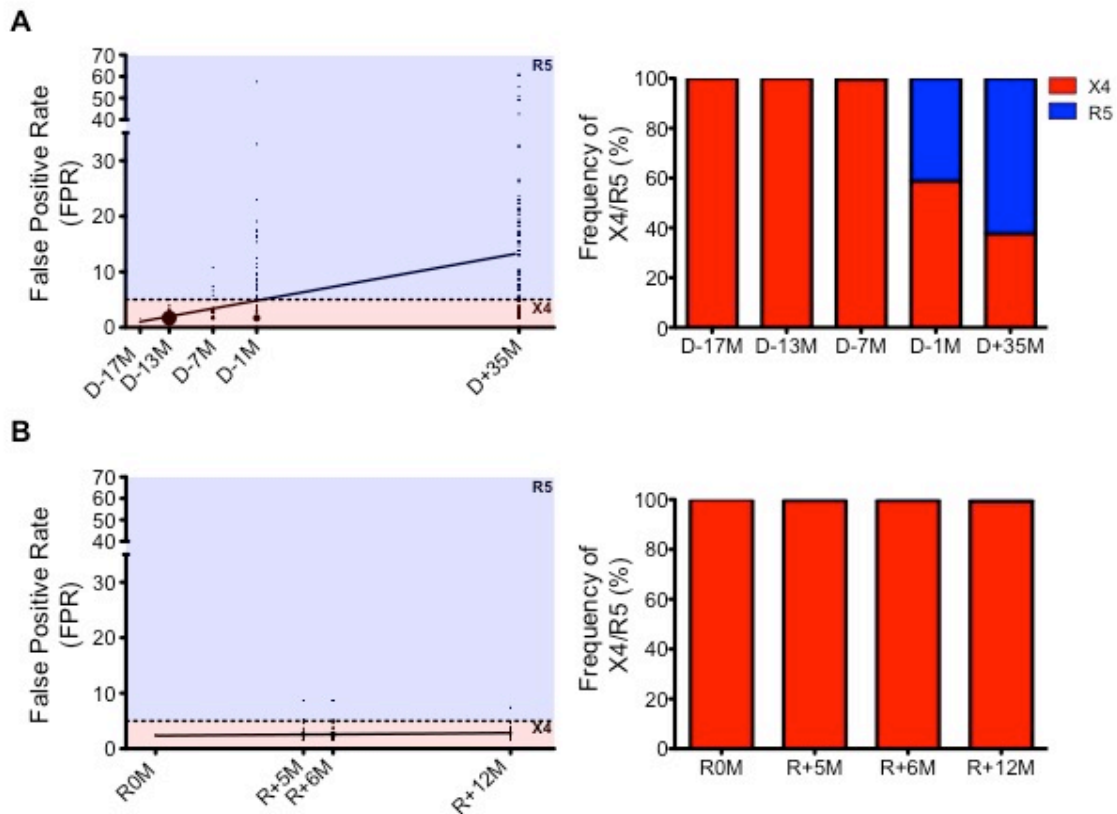 A
False Positive Rate
(FPR)
70
60
50
40
30
20
10
0
R5
X4
D-17M
D-13M
D-7M
D-1M
D+35M
Frequency of
X4/R5 (%)
100
80
60
40
20
0
D-17M D-13M D-7M D-1M D+35M
X4
R5
B
False Positive Rate
(FPR)
70
60
50
40
30
20
10
0
R5
X4
R0M
R+5M
R+6M
R+12M
Frequency of
X4/R5 (%)
100
80
60
40
20
0
R0M R+5M R+6M R+12M